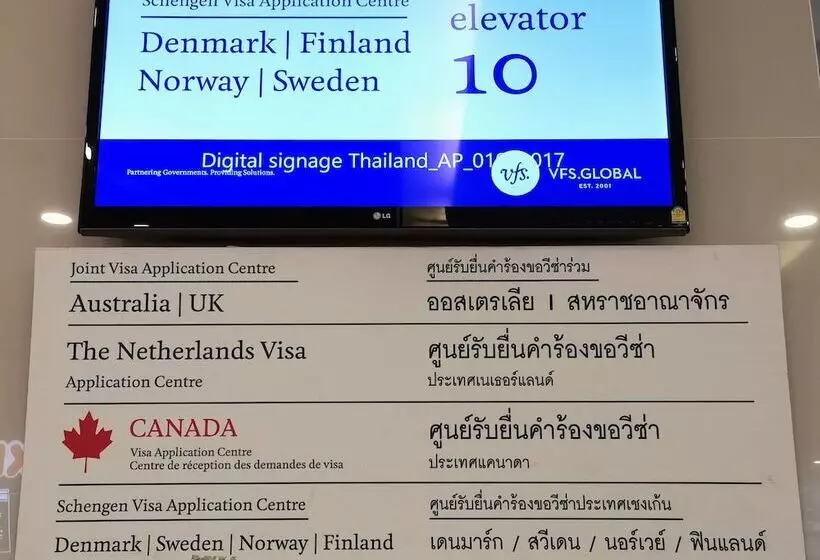 Schengen Visa Application Centre
Denmark | Finland
Norway | Sweden
elevator
10
Digital signage Thailand_AP_01
017
Partnering Governments. Providing Solutions.
vfs.
VFS.GLOBAL
EST. 2001
LG
Joint Visa Application Centre
ศูนย์รับยื่นคำร้องขอวีซ่าร่วม
Australia | UK
ออสเตรเลีย I สหราชอาณาจักร
The Netherlands Visa
Application Centre
ศูนย์รับยื่นคำร้องขอวีซ่า
ประเทศเนเธอร์แลนด์
CANADA
Visa Application Centre
Centre de réception des demandes de visa
ศูนย์รับยื่นคำร้องขอวีซ่า
ประเทศแคนาดา
Schengen Visa Application Centre
ศูนย์รับยื่นคำร้องขอวีซ่าประเทศเชงเก้น
Denmark | Sweden | Norway | Finland
เดนมาร์ก / สวีเดน / นอร์เวย์ / ฟินแลนด์